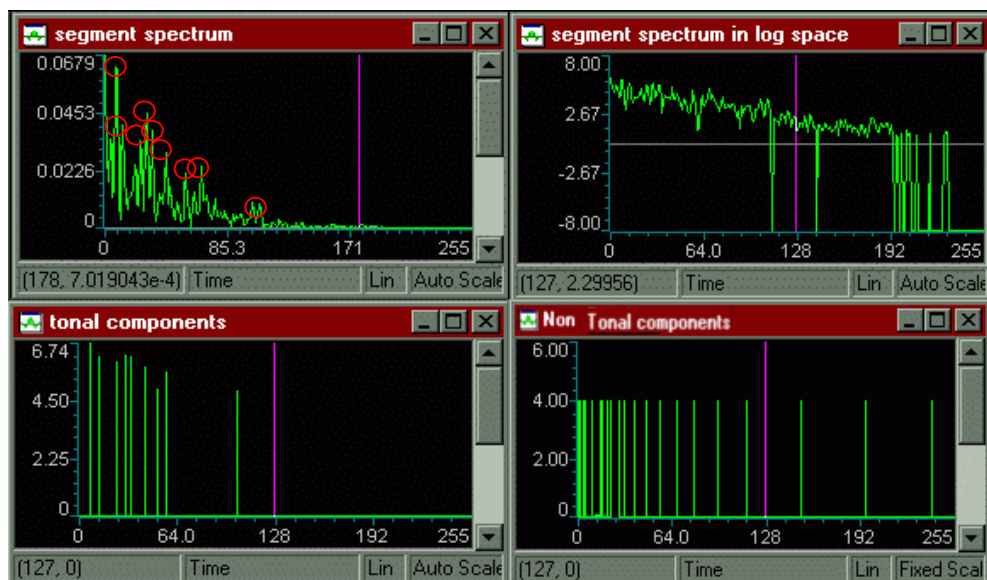 segment spectrum
0.0679
0.0453
0.0226
0
0 85.3 171 255
(178, 7.019043e-4) Time Lin Auto Scale
segment spectrum in log space
8.00
2.67
-2.67
-8.00
0 64.0 128 192 255
(127, 2.29956) Time Lin Auto Scale
tonal components
6.74
4.50
2.25
0
0 64.0 128 192 255
(127, 0) Time Lin Auto Scale
Non Tonal components
6.00
4.00
2.00
0
0 64.0 128 192 255
(127, 0) Time Lin Fixed Scal